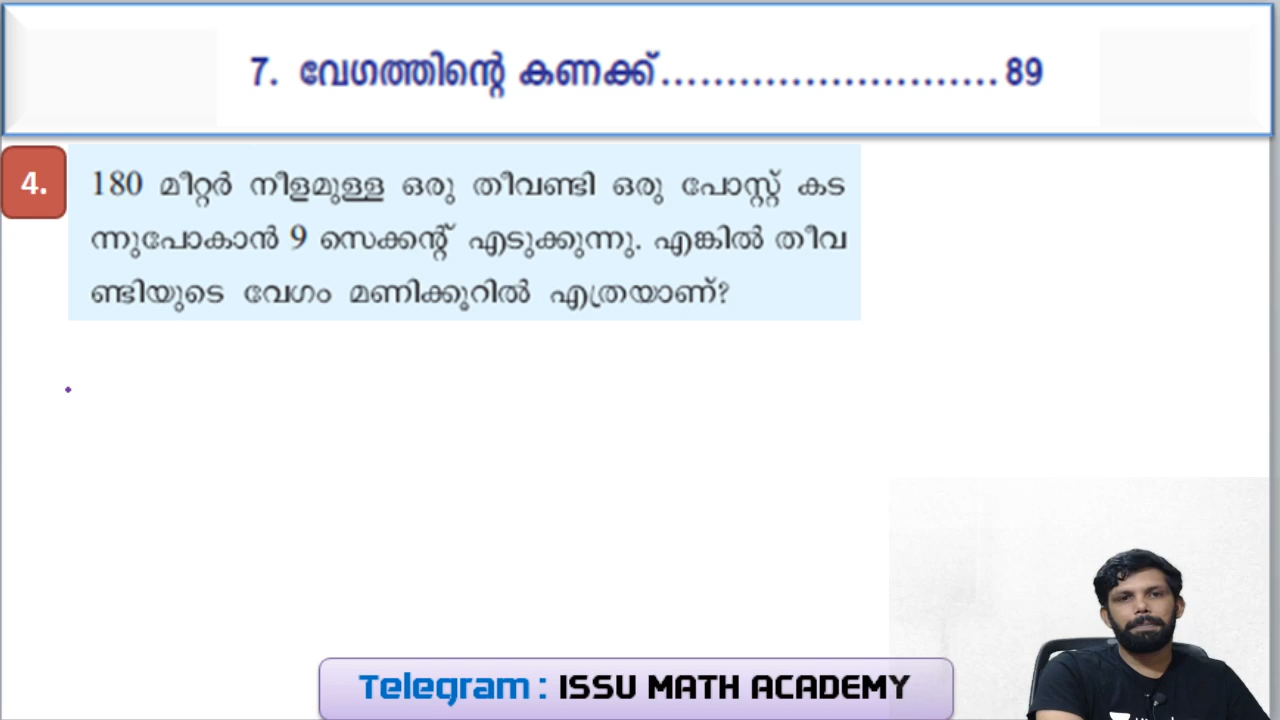 7. വേഗത്തിന്റെ കണക്ക്..........................89
4.
180 മീറ്റർ നീളമുള്ള ഒരു തീവണ്ടി ഒരു പോസ്റ്റ് കട
ന്നുപോകാൻ 9 സെക്കന്റ് എടുക്കുന്നു. എങ്കിൽ തീവ
ണ്ടിയുടെ വേഗം മണിക്കൂറിൽ എത്രയാണ്?
Telegram : ISSU MATH ACADEMY